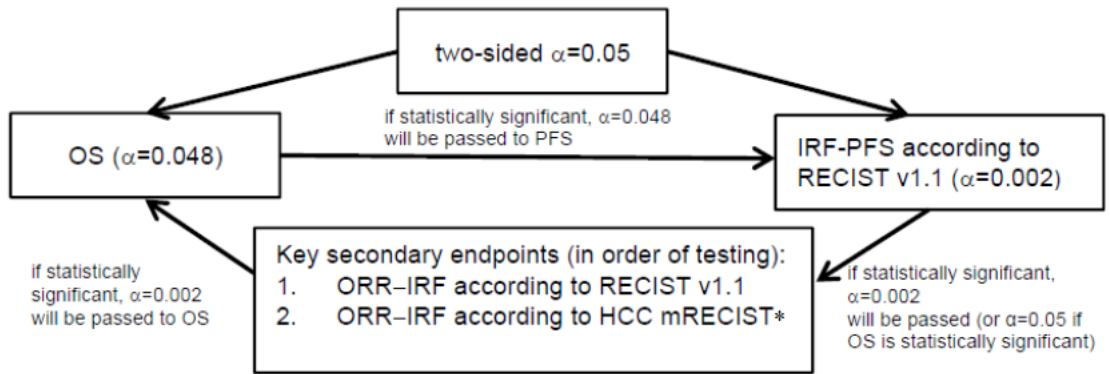 two-sided α=0.05
if statistically significant, α=0.048
will be passed to PFS
OS (α=0.048)
IRF-PFS according to
RECIST v1.1 (α=0.002)
Key secondary endpoints (in order of testing):
1. ORR–IRF according to RECIST v1.1
2. ORR–IRF according to HCC mRECIST*
if statistically
significant, α=0.002
will be passed to OS
if statistically significant,
α=0.002
will be passed (or α=0.05 if
OS is statistically significant)